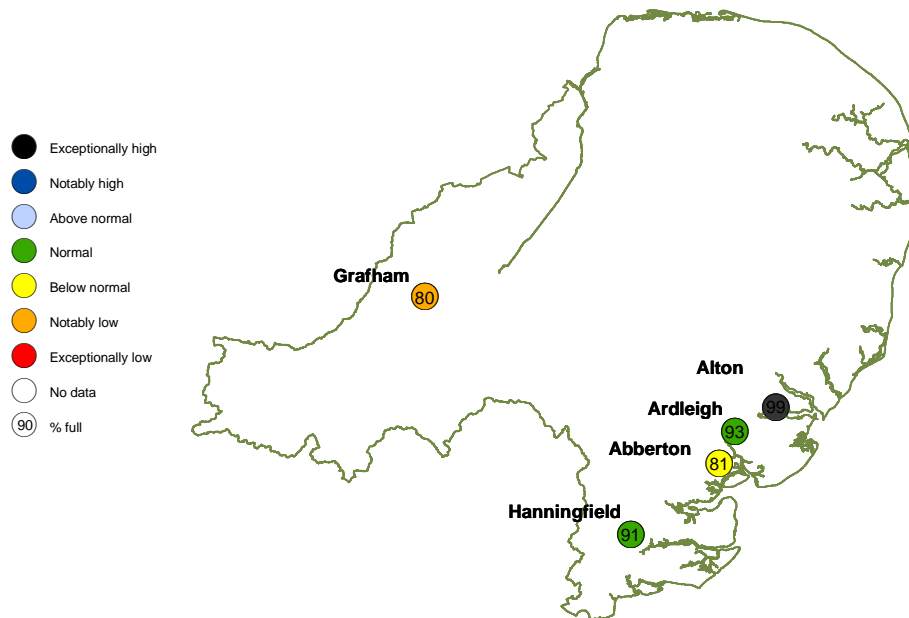 Exceptionally high
Notably high
Above normal
Normal
Below normal
Notably low
Exceptionally low
No data
90 % full
Grafham
80
Alton
99
Ardleigh
93
Abberton
81
Hanningfield
91